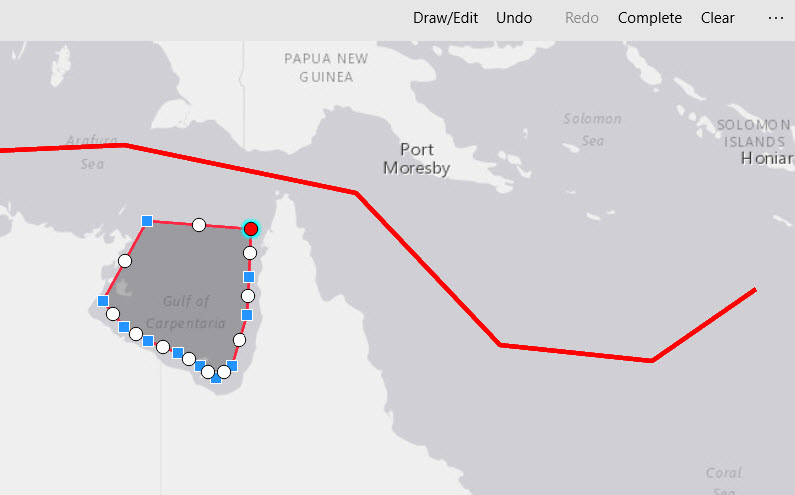 Draw/Edit Undo Redo Complete Clear ...
PAPUA NEW
GUINEA
Solomon
Sea
SOLOMON
ISLANDS
Honiar
Arafura
Sea
Port
Moresby
Gulf of
Carpentaria
Coral
Sea